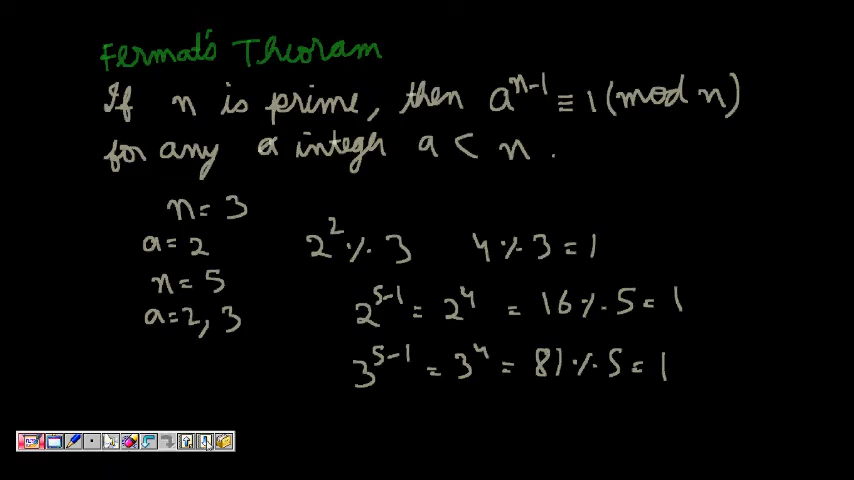 Fermat's Theoram
If n is prime, then a^{n-1} ≡ 1 (mod n)
for any a integer a < n .
n = 3
a = 2 2^2 % 3 4 % 3 = 1
n = 5
2^{5-1} = 2^4 = 16 % 5 = 1
a = 2, 3
3^{5-1} = 3^4 = 81 % 5 = 1